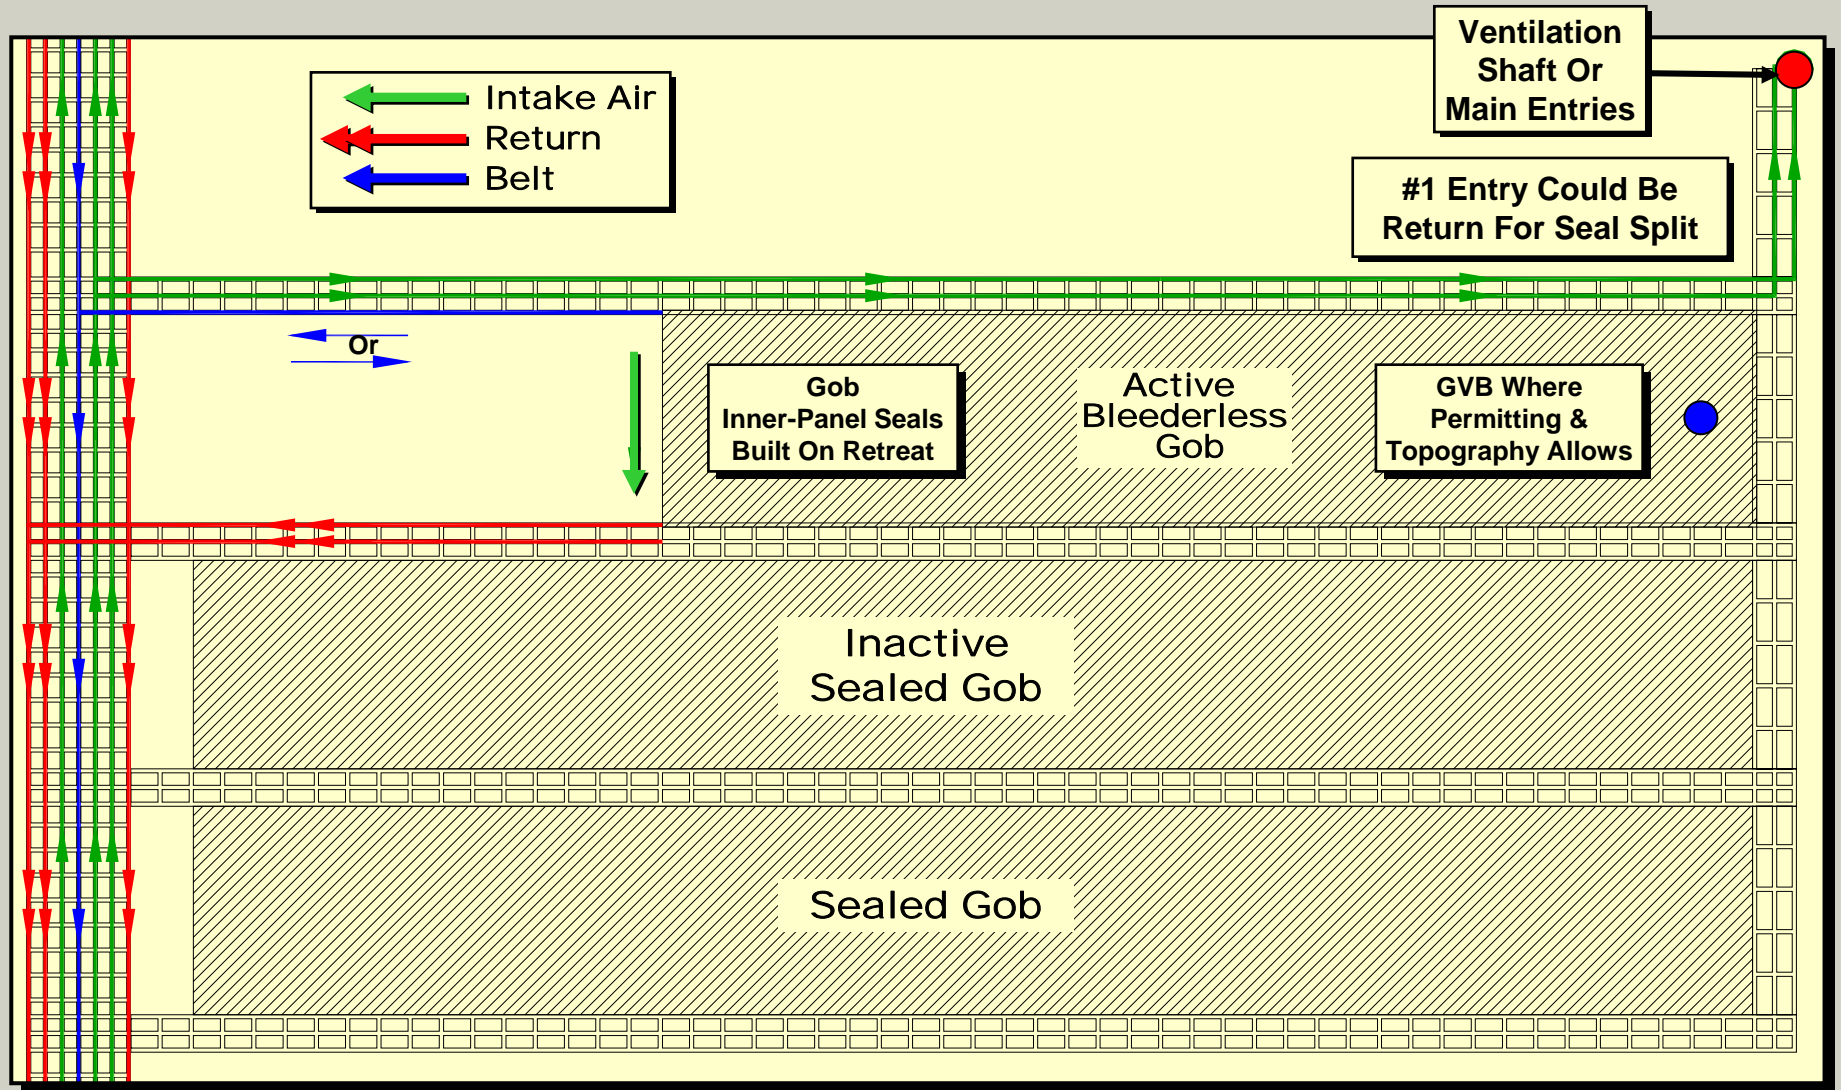 Ventilation
Shaft Or
Main Entries
Intake Air
Return
Belt
#1 Entry Could Be
Return For Seal Split
Or
Gob
Inner-Panel Seals
Built On Retreat
Active
Bleederless
Gob
GVB Where
Permitting &
Topography Allows
Inactive
Sealed Gob
Sealed Gob